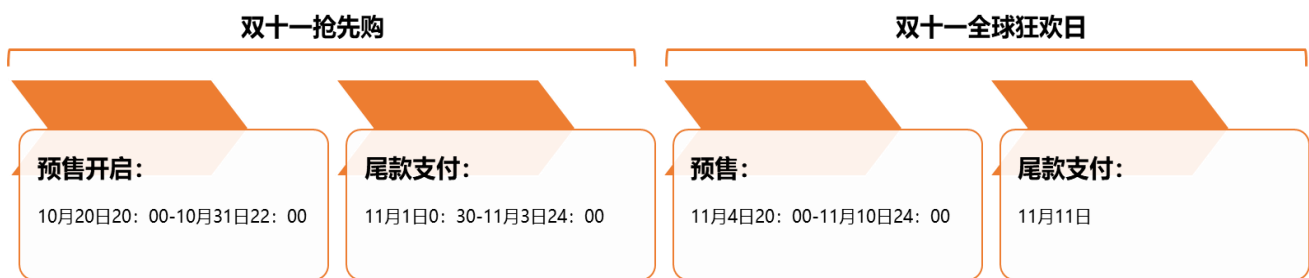 双十一抢先购
双十一全球狂欢日
预售开启：
10月20日20：00-10月31日22：00
尾款支付：
11月1日0：30-11月3日24：00
预售：
11月4日20：00-11月10日24：00
尾款支付：
11月11日